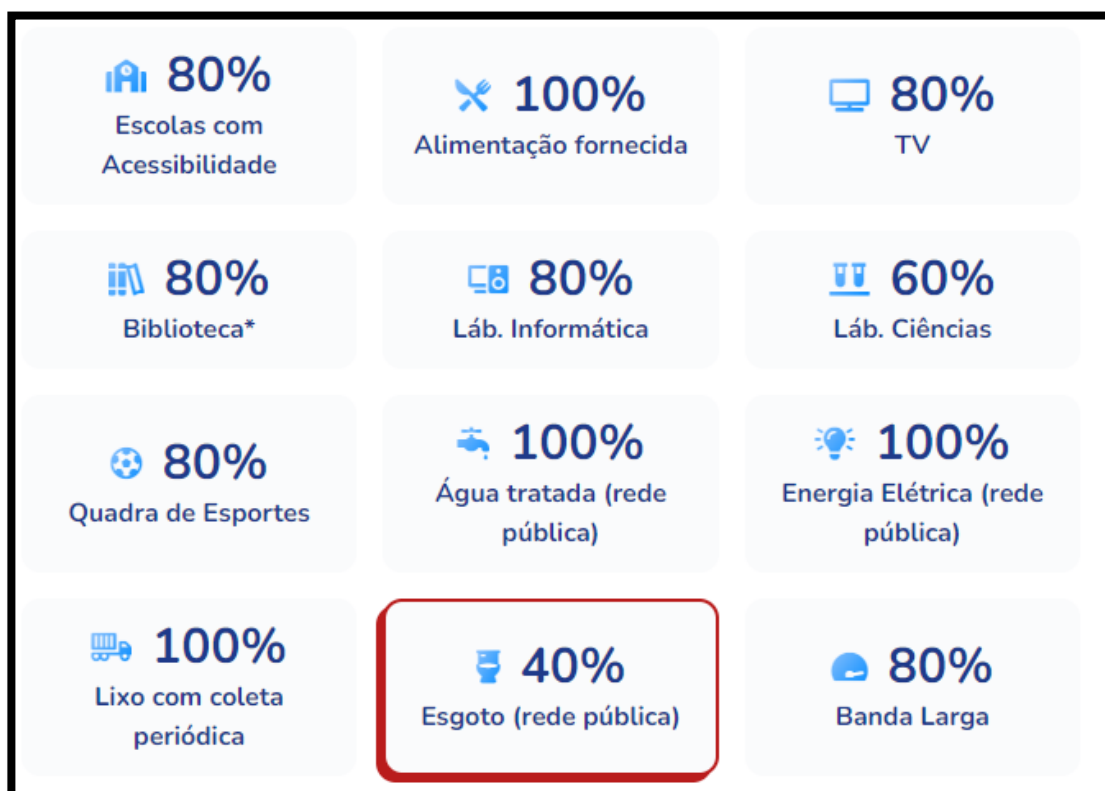 80%
Escolas com
Acessibilidade
100%
Alimentação fornecida
80%
TV
80%
Biblioteca*
80%
Láb. Informática
60%
Láb. Ciências
80%
Quadra de Esportes
100%
Água tratada (rede
pública)
100%
Energia Elétrica (rede
pública)
100%
Lixo com coleta
periódica
40%
Esgoto (rede pública)
80%
Banda Larga